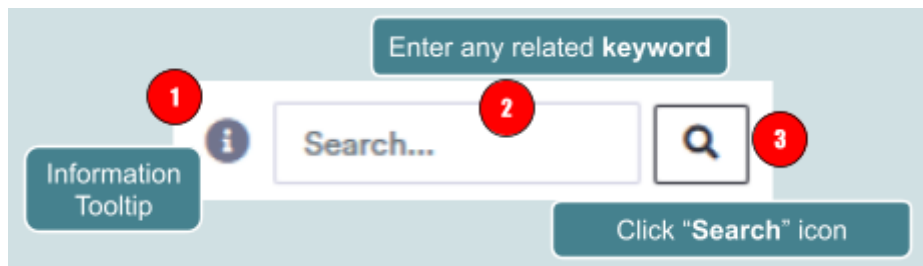 Enter any related keyword
1
2
i
Search...
3
Information
Tooltip
Click “Search” icon